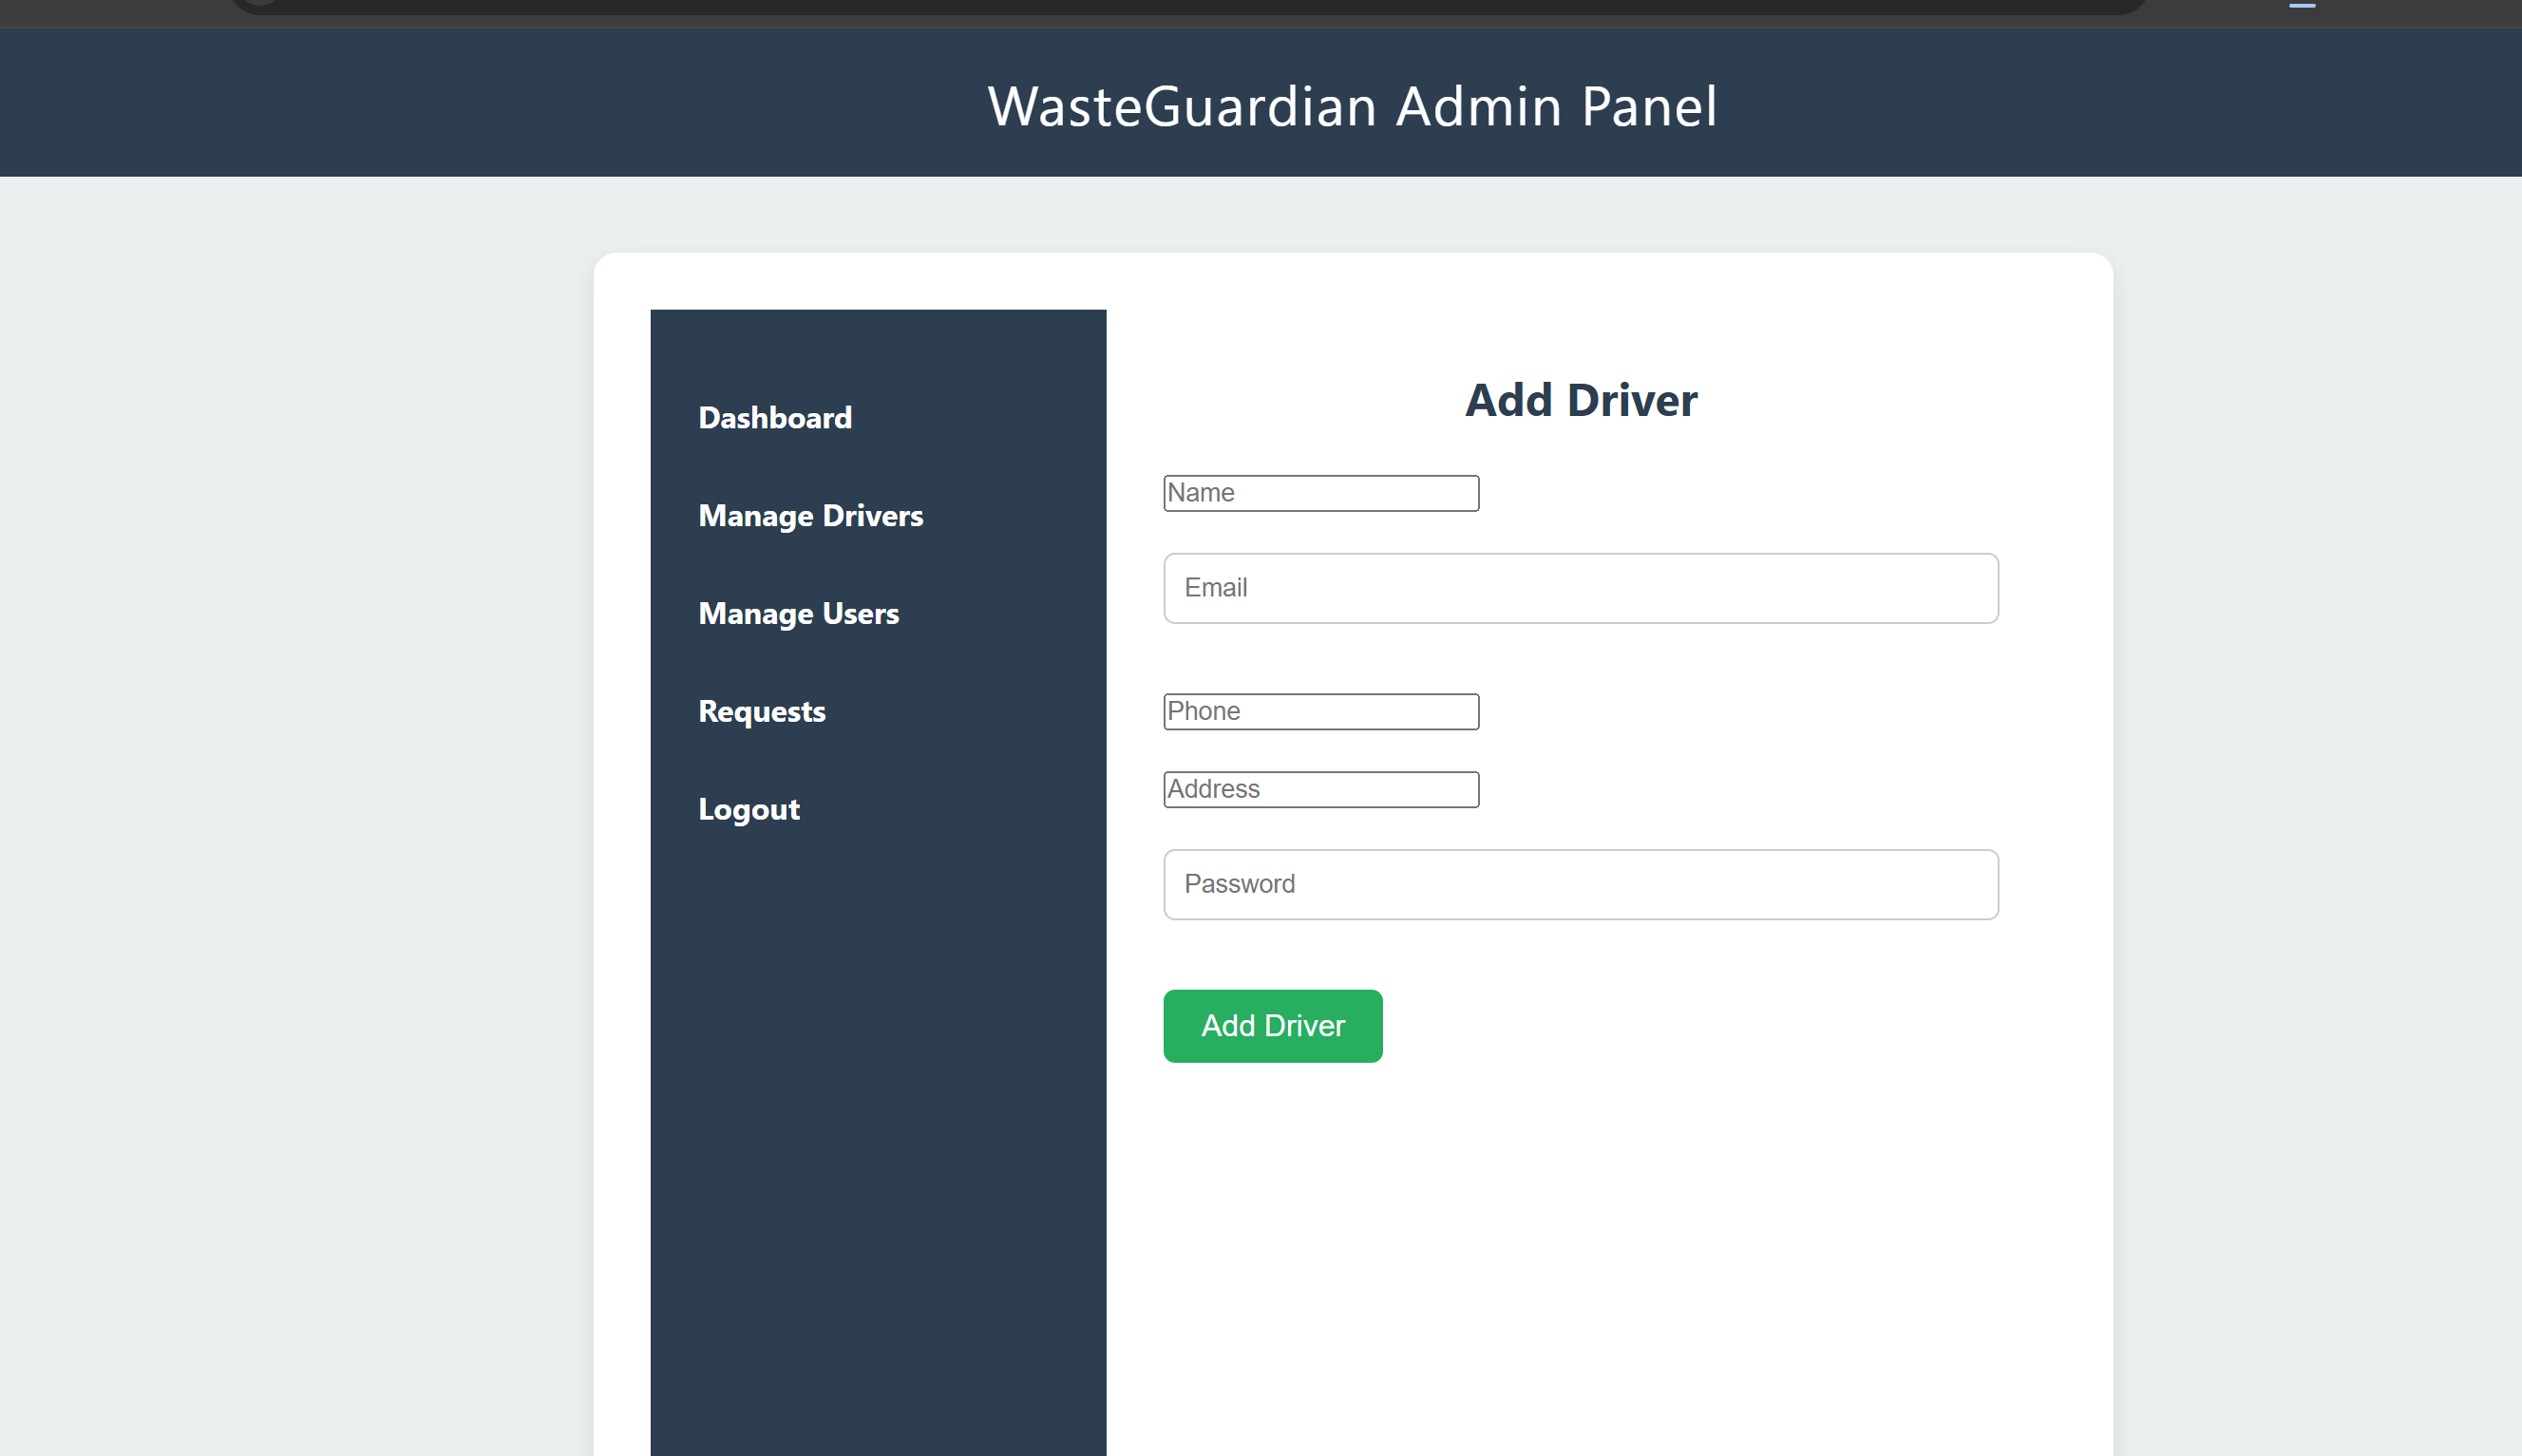 WasteGuardian Admin Panel
Dashboard
Manage Drivers
Manage Users
Requests
Logout
Add Driver
Name
Email
Phone
Address
Password
Add Driver